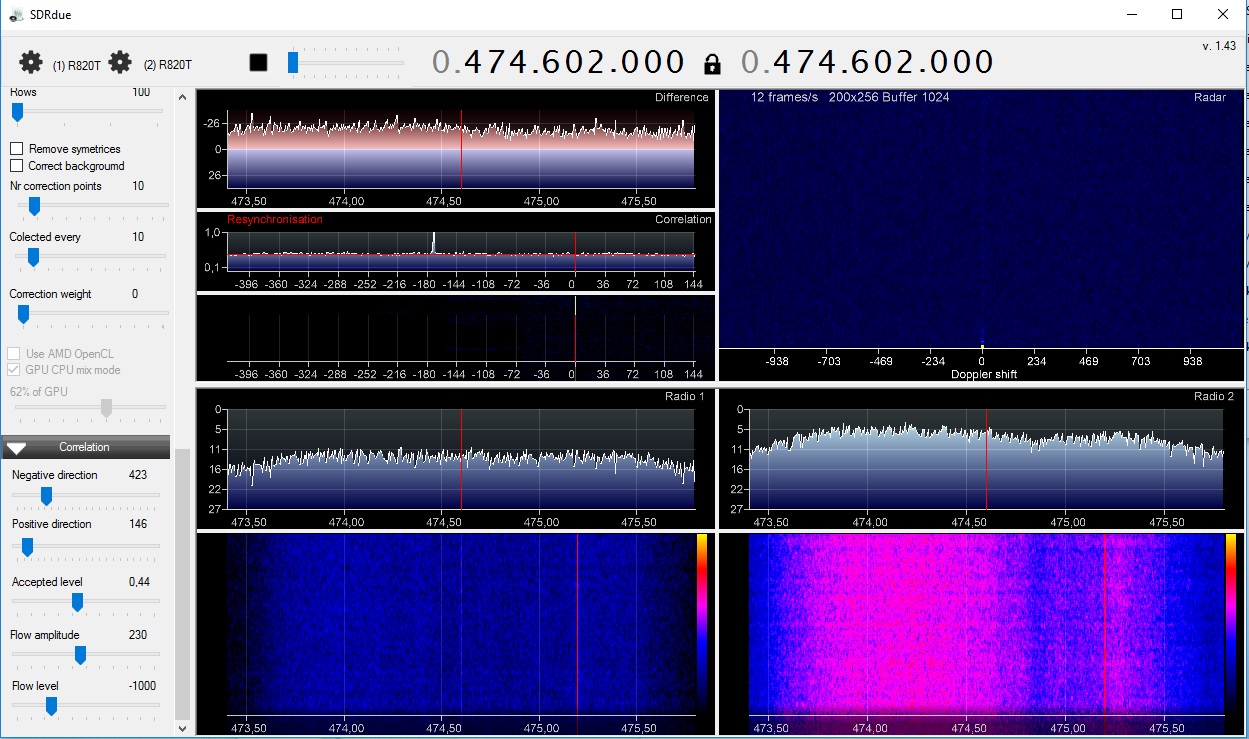 SDRdue
v. 1.43
(1) R820T (2) R820T 0.474.602.000 0.474.602.000
Rows 100
Remove symetrices
Correct backgroumd
Nr correction points 10
Colected every 10
Correction weight 0
Use AMD OpenCL
GPU CPU mix mode
62% of GPU
Correlation
Negative direction 423
Positive direction 146
Accepted level 0,44
Flow amplitude 230
Flow level -1000
Difference
-26
0
26
473,50 474,00 474,50 475,00 475,50
Resynchronisation Correlation
1,0
0,1
-396 -360 -324 -288 -252 -216 -180 -144 -108 -72 -36 0 36 72 108 144
-396 -360 -324 -288 -252 -216 -180 -144 -108 -72 -36 0 36 72 108 144
12 frames/s 200x256 Buffer 1024 Radar
-938 -703 -469 -234 0 234 469 703 938
Doppler shift
Radio 1
0
5
11
16
22
27
473,50 474,00 474,50 475,00 475,50
Radio 2
0
5
11
16
22
27
473,50 474,00 474,50 475,00 475,50
473,50 474,00 474,50 475,00 475,50
473,50 474,00 474,50 475,00 475,50